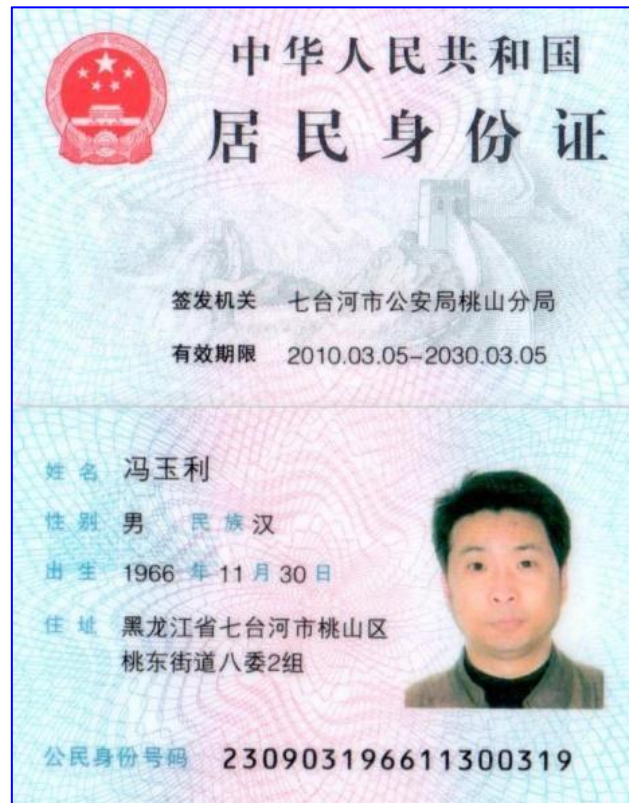 中华人民共和国
居民身份证
签发机关 七台河市公安局桃山分局
有效期限 2010.03.05-2030.03.05
姓名 冯玉利
性别 男 民族 汉
出生 1966 年 11 月 30 日
住址 黑龙江省七台河市桃山区
桃东街道八委2组
公民身份号码 230903196611300319